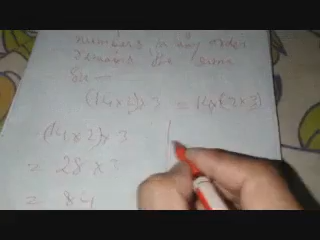 numbers in any order
remains the same
(14×2)×3 = 14×(2×3)
(14×2)×3
= 28×3
= 84